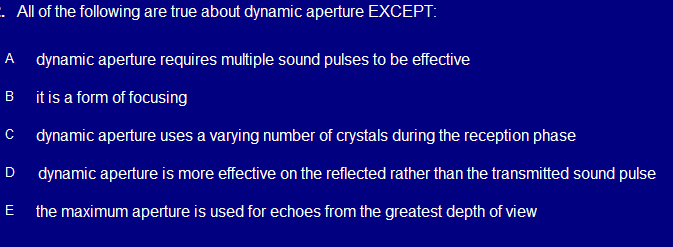 . All of the following are true about dynamic aperture EXCEPT:
A dynamic aperture requires multiple sound pulses to be effective
B it is a form of focusing
C dynamic aperture uses a varying number of crystals during the reception phase
D dynamic aperture is more effective on the reflected rather than the transmitted sound pulse
E the maximum aperture is used for echoes from the greatest depth of view